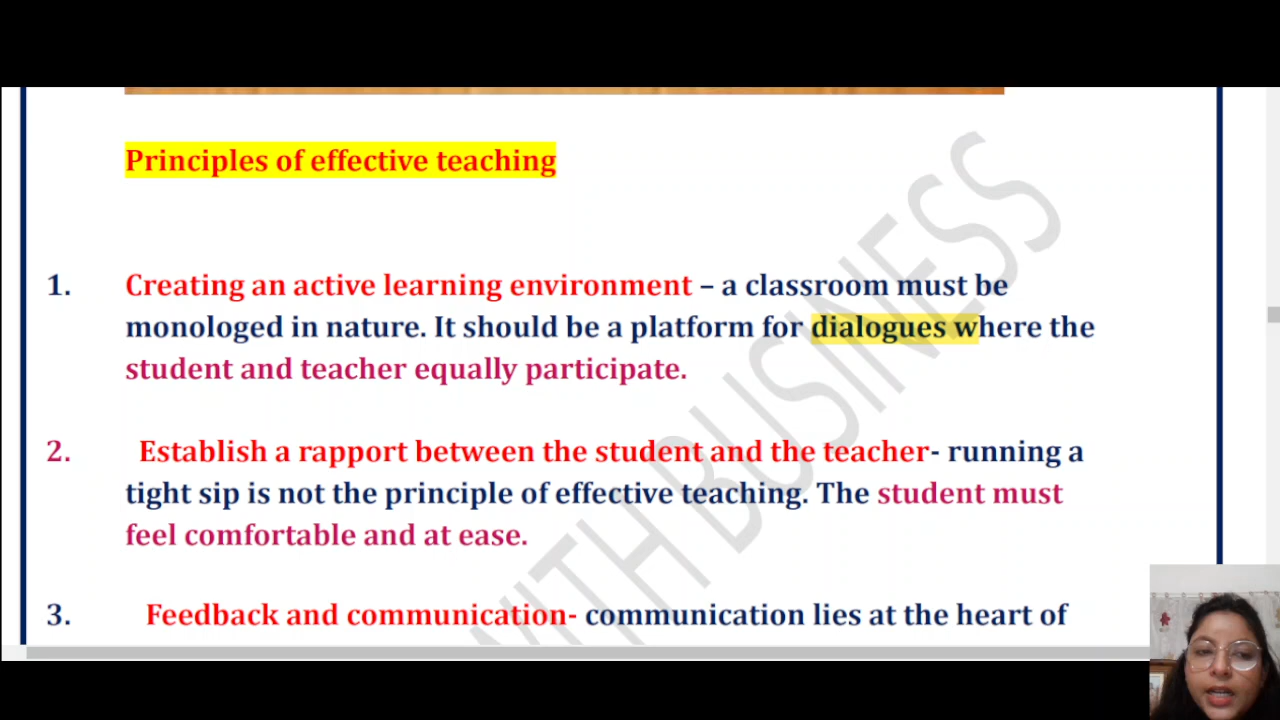 Principles of effective teaching
1. Creating an active learning environment – a classroom must be
monologed in nature. It should be a platform for dialogues where the
student and teacher equally participate.
2. Establish a rapport between the student and the teacher- running a
tight sip is not the principle of effective teaching. The student must
feel comfortable and at ease.
3. Feedback and communication- communication lies at the heart of
WITH BUSINESS